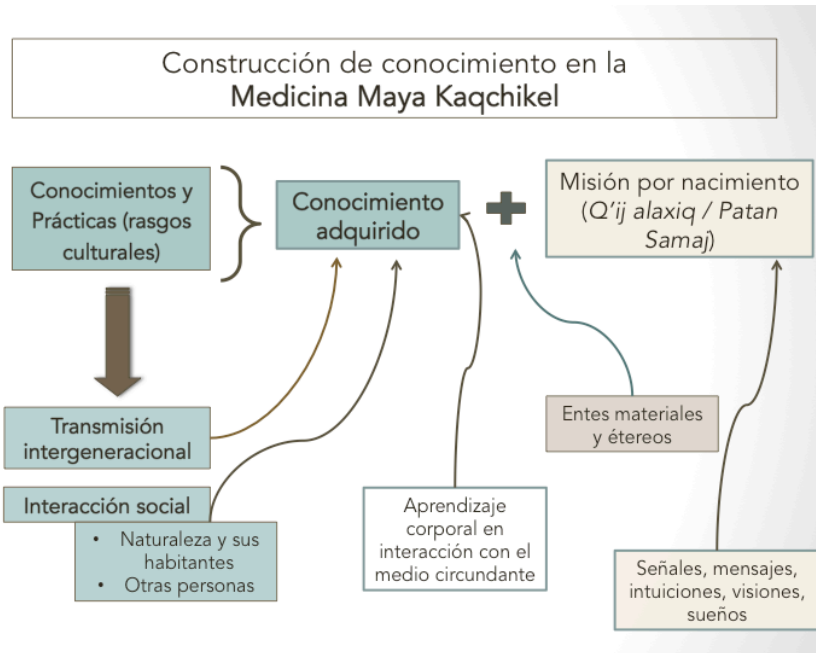 Construcción de conocimiento en la
Medicina Maya Kaqchikel
Conocimientos y
Prácticas (rasgos
culturales)
Conocimiento
adquirido
Misión por nacimiento
(Q'ij alaxiq / Patan
Samaj)
Transmisión
intergeneracional
Interacción social
• Naturaleza y sus
habitantes
• Otras personas
Aprendizaje
corporal en
interacción con el
medio circundante
Entes materiales
y étereos
Señales, mensajes,
intuiciones, visiones,
sueños